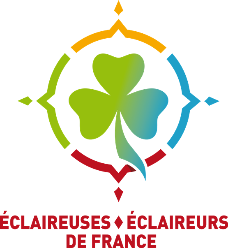 ÉCLAIREUSES ♦ ÉCLAIREURS
DE FRANCE